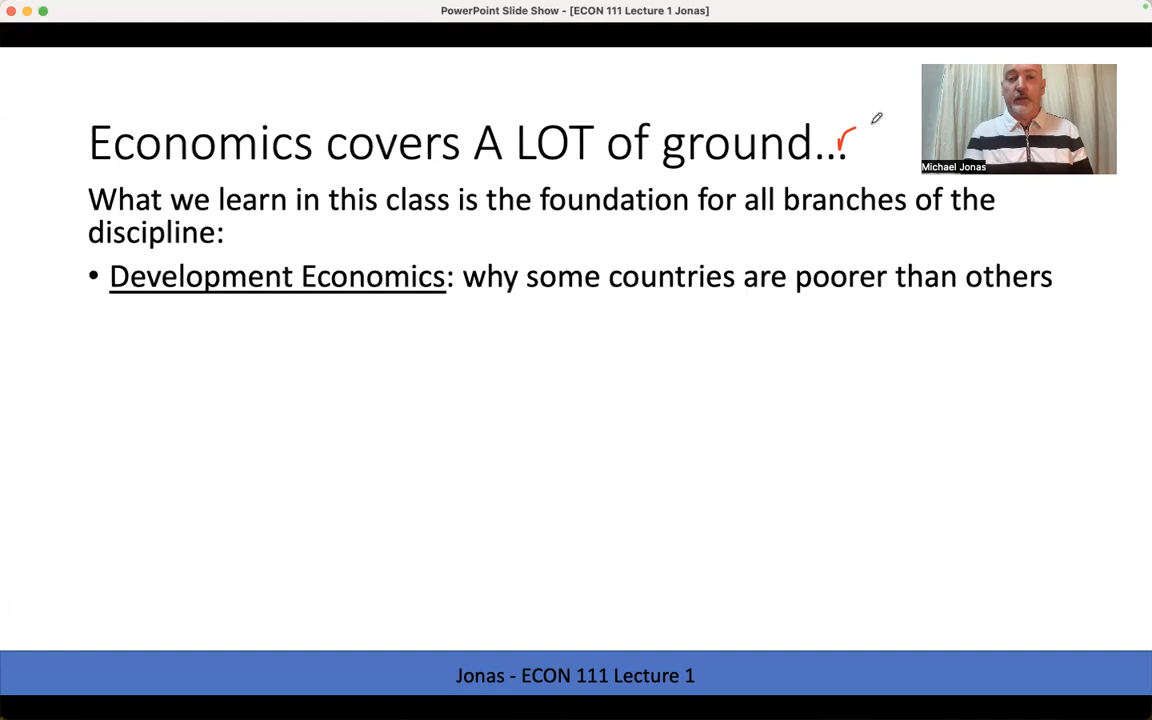 PowerPoint Slide Show - [ECON 111 Lecture 1 Jonas]
Economics covers A LOT of ground...
Michael Jonas
What we learn in this class is the foundation for all branches of the
discipline:
• Development Economics: why some countries are poorer than others
Jonas - ECON 111 Lecture 1